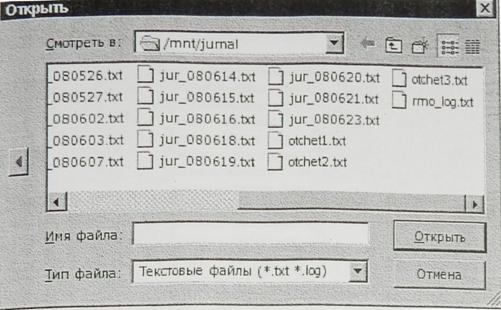 Открыть
Смотреть в: /mnt/jurnal
_080526.txt jur_080614.txt jur_080620.txt otchet3.txt
_080527.txt jur_080615.txt jur_080621.txt rmo_log.txt
_080602.txt jur_080616.txt jur_080623.txt
_080603.txt jur_080618.txt otchet1.txt
_080607.txt jur_080619.txt otchet2.txt
Имя файла: Открыть
Тип файла: Текстовые файлы (*.txt *.log) Отмена